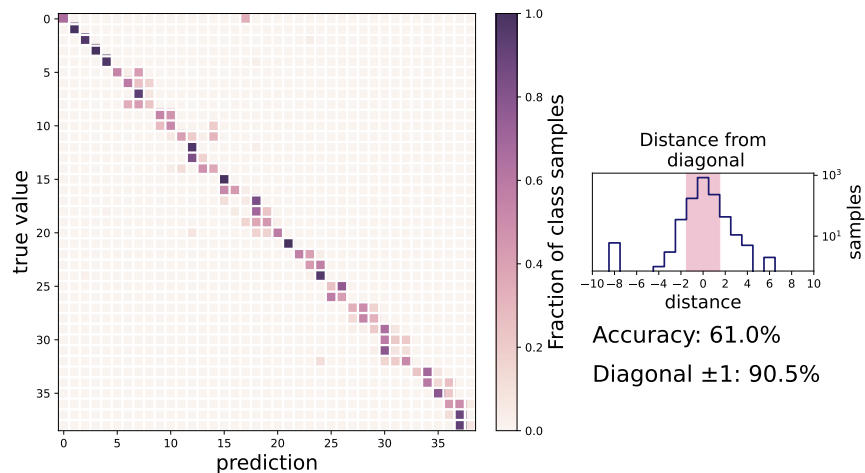 0
5
10
15
20
25
30
35
true value
0 5 10 15 20 25 30 35
prediction
1.0
0.8
0.6
0.4
0.2
0.0
Fraction of class samples
Distance from
diagonal
10³
10¹
samples
−10 −8 −6 −4 −2 0 2 4 6 8 10
distance
Accuracy: 61.0%
Diagonal ±1: 90.5%